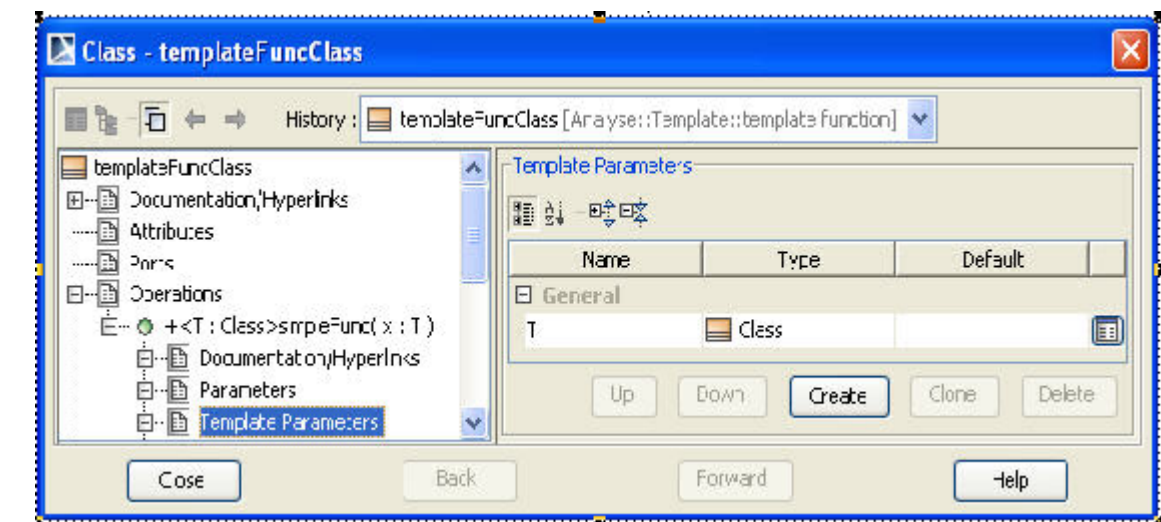 Class - templateFuncClass
History : templateFuncClass [Analyse::Template::template function]
templateFuncClass
Documentation/Hyperlinks
Attributes
Ports
Operations
+<T : Class>simpleFunc( x : T )
Documentation/Hyperlinks
Parameters
Template Parameters
Template Parameters
Name Type Default
General
T Class
Up Down Create Clone Delete
Close Back Forward Help